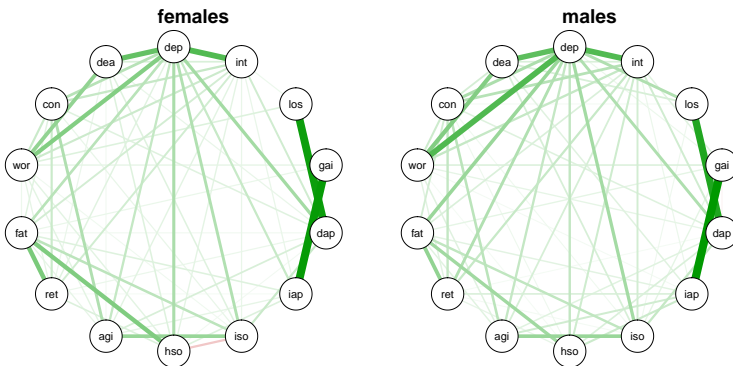 females
dep
dea
int
con
los
wor
gai
fat
dap
ret
iap
agi
iso
hso
males
dep
dea
int
con
los
wor
gai
fat
dap
ret
iap
agi
iso
hso